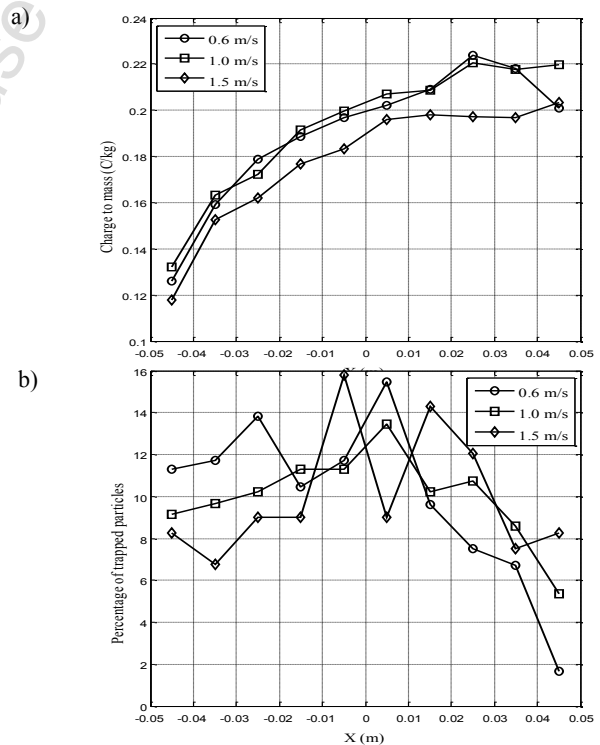 a)
0.24
0.22
0.2
0.18
0.16
0.14
0.12
0.1
Charge to mass (C/kg)
0.6 m/s
1.0 m/s
1.5 m/s
-0.05 -0.04 -0.03 -0.02 -0.01 0 0.01 0.02 0.03 0.04 0.05
b)
16
14
12
10
8
6
4
2
0
Percentage of trapped particles
0.6 m/s
1.0 m/s
1.5 m/s
-0.05 -0.04 -0.03 -0.02 -0.01 0 0.01 0.02 0.03 0.04 0.05
X (m)